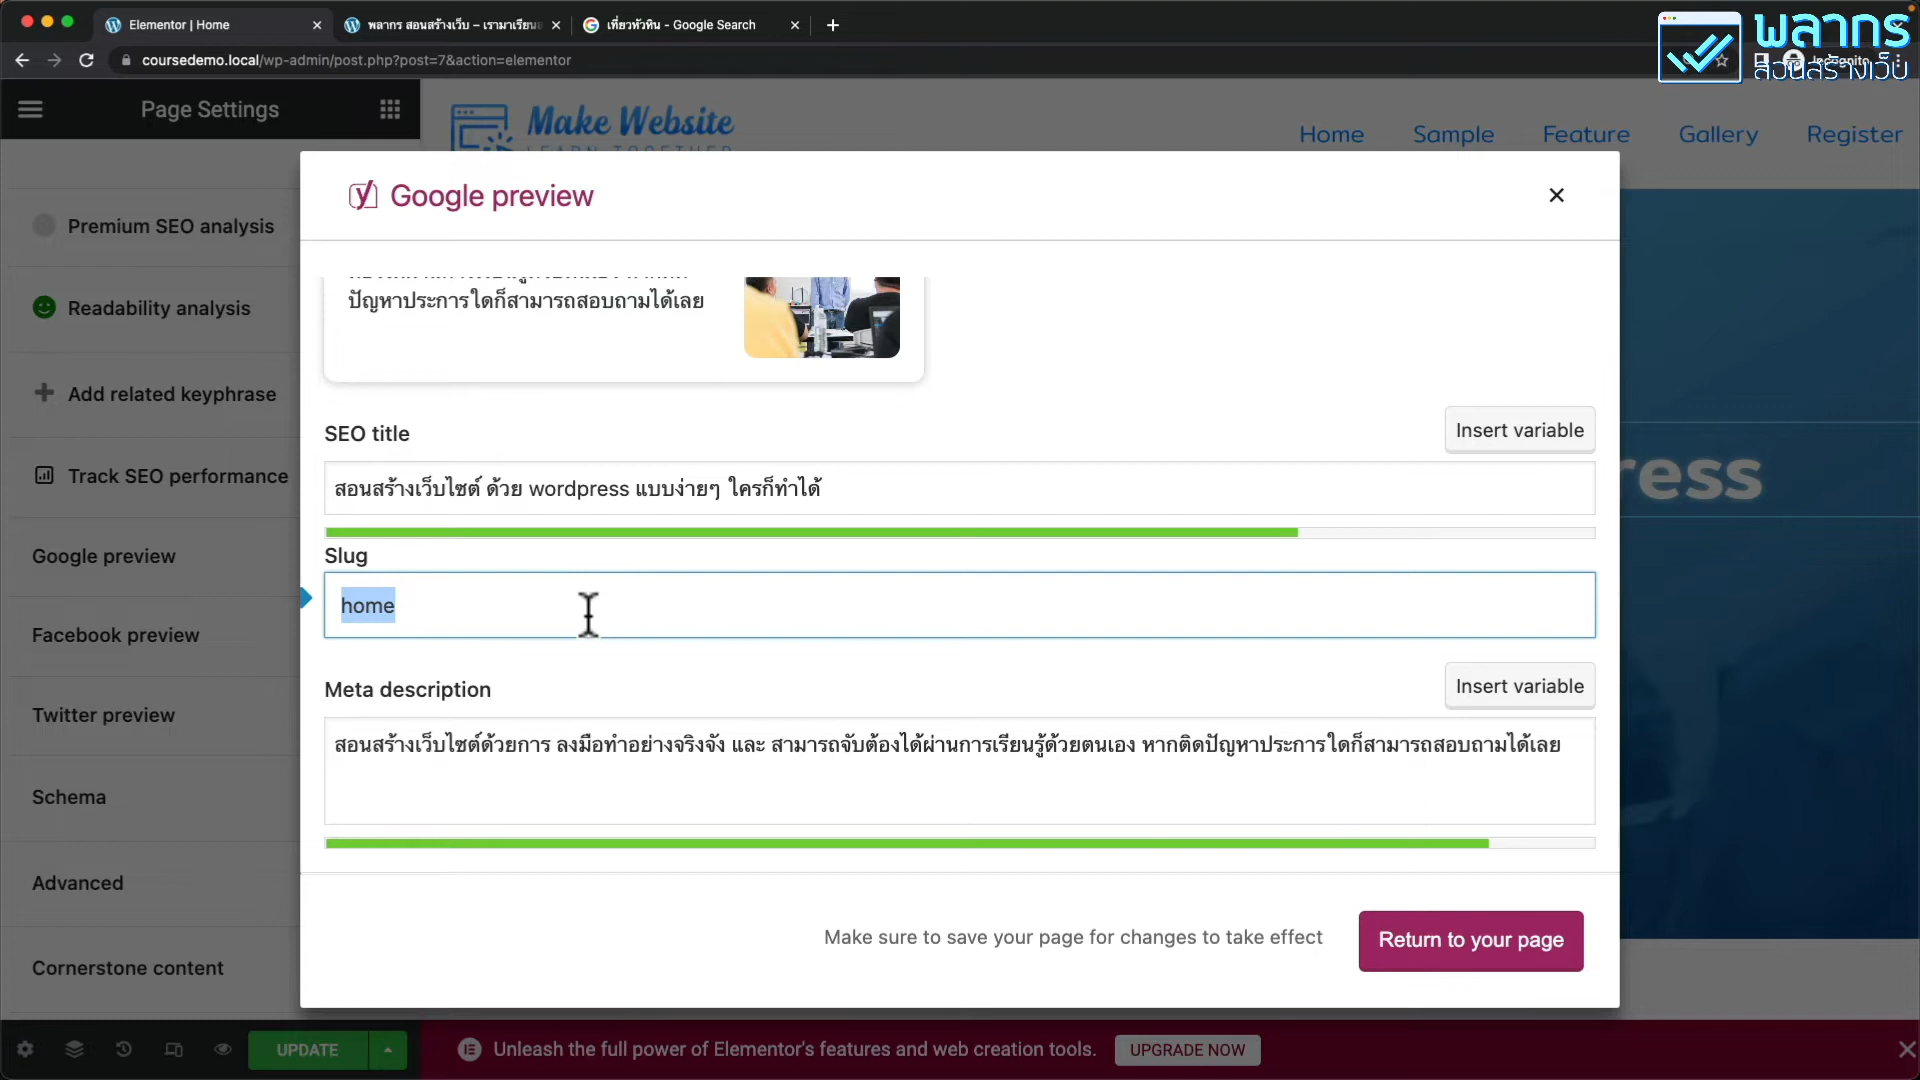 Elementor | Home
พลากร สอนสร้างเว็บ – เรามาเรียน
เที่ยวหัวหิน - Google Search
coursedemo.local/wp-admin/post.php?post=7&action=elementor
Incognito
พลากร
สอนสร้างเว็บ
Page Settings
Make Website
LEARN TOGETHER
Home
Sample
Feature
Gallery
Register
Google preview
Premium SEO analysis
Readability analysis
Add related keyphrase
Track SEO performance
Google preview
Facebook preview
Twitter preview
Schema
Advanced
Cornerstone content
ปัญหาประการใดก็สามารถสอบถามได้เลย
SEO title
Insert variable
สอนสร้างเว็บไซต์ ด้วย wordpress แบบง่ายๆ ใครก็ทำได้
Slug
home
Meta description
Insert variable
สอนสร้างเว็บไซต์ด้วยการ ลงมือทำอย่างจริงจัง และ สามารถจับต้องได้ผ่านการเรียนรู้ด้วยตนเอง หากติดปัญหาประการใดก็สามารถสอบถามได้เลย
Make sure to save your page for changes to take effect
Return to your page
ress
UPDATE
Unleash the full power of Elementor's features and web creation tools.
UPGRADE NOW